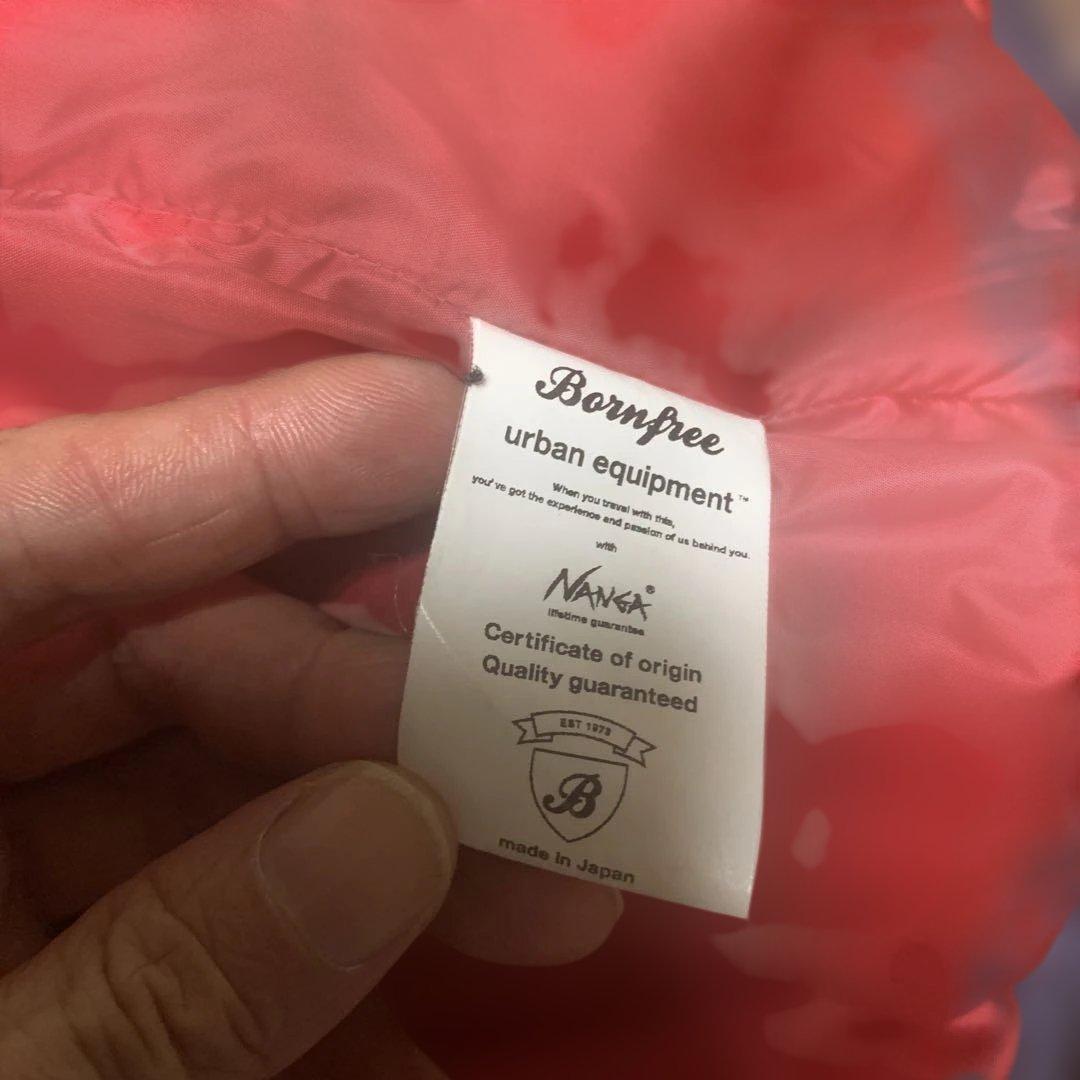 Bornfree
urban equipment™
When you travel with this,
you've got the experience and passion of us behind you.
with
NANGA®
lifetime guarantee
Certificate of origin
Quality guaranteed
EST 1973
B
made in Japan